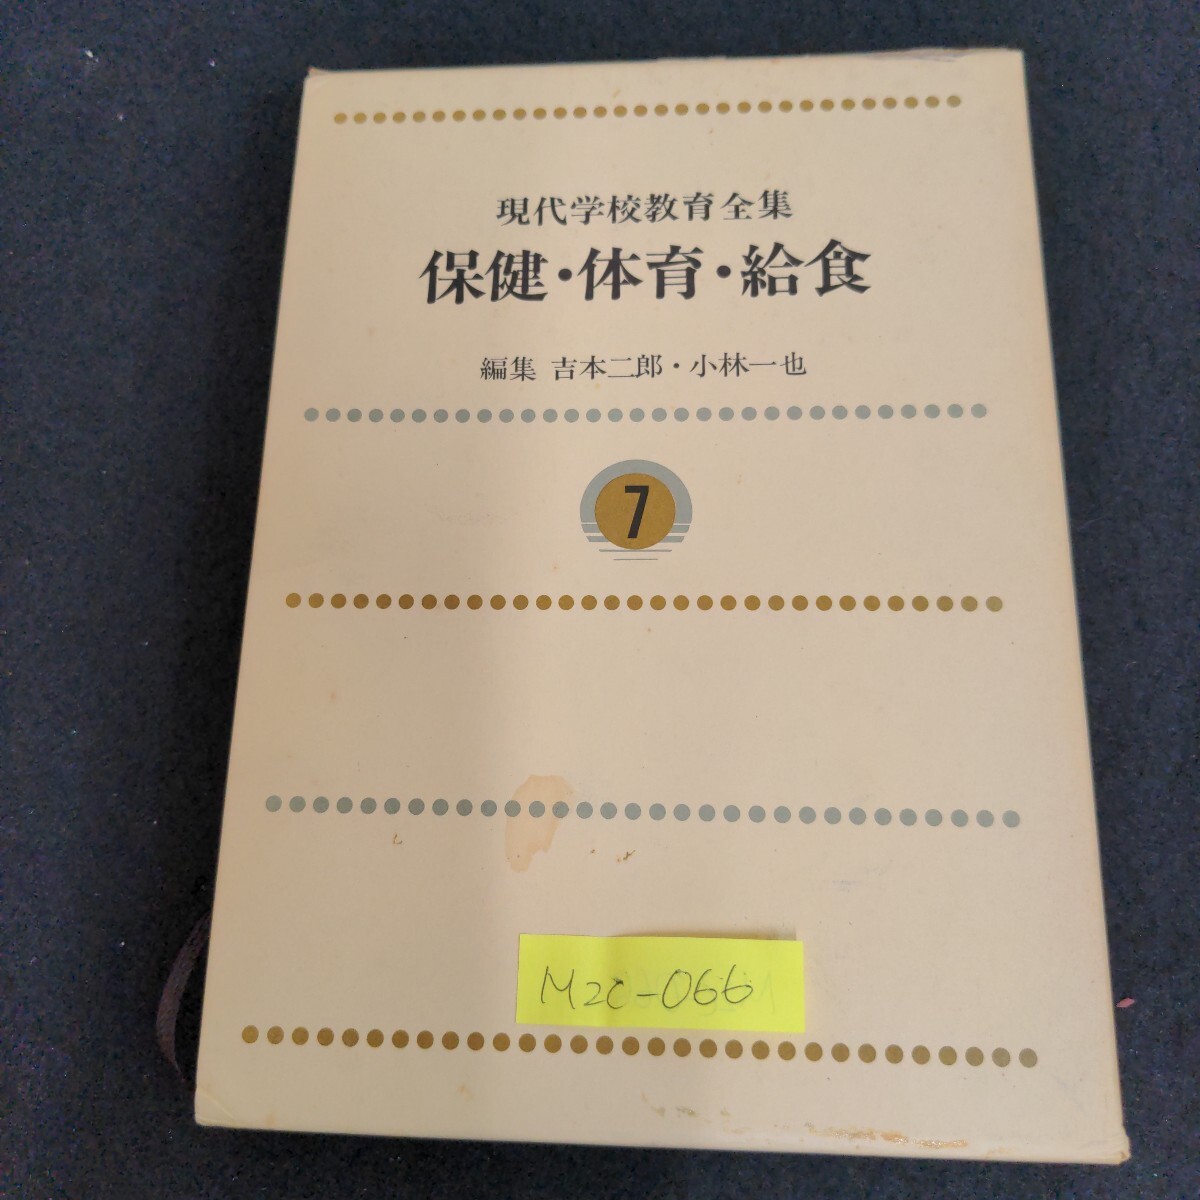 現代学校教育全集
保健・体育・給食
編集 吉本二郎・小林一也
7
M2C-066